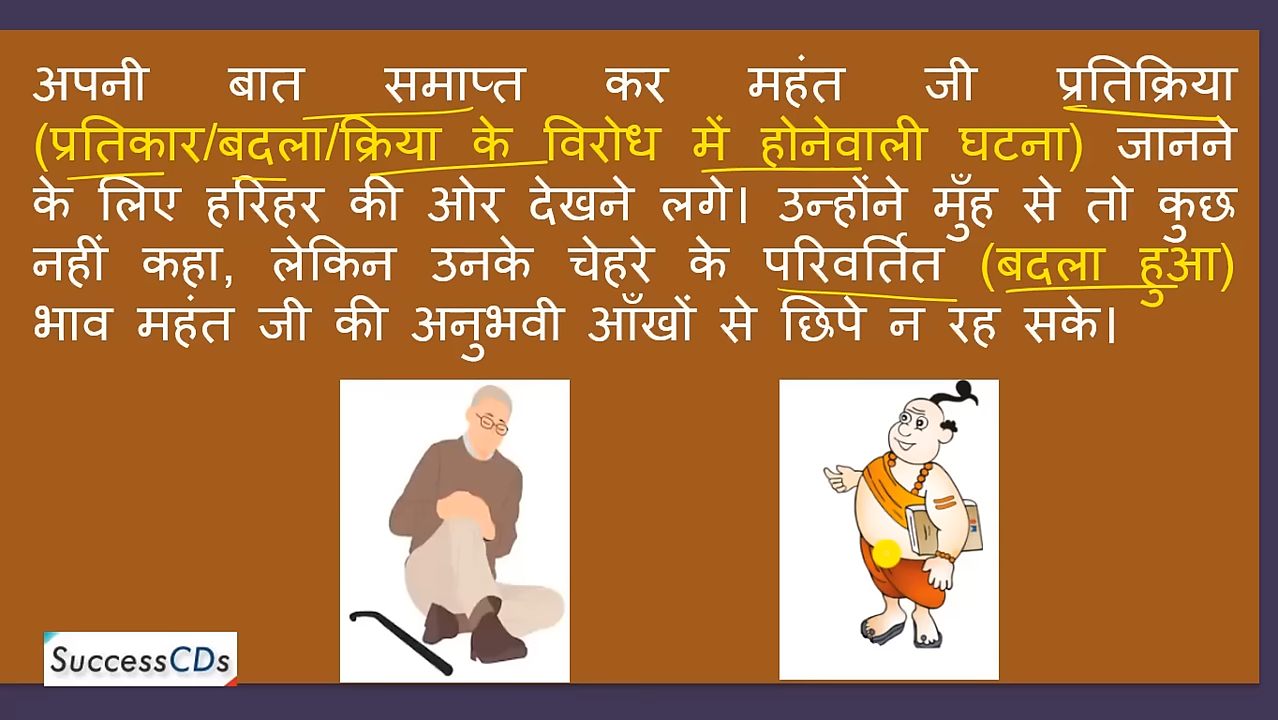 अपनी बात समाप्त कर महंत जी प्रतिक्रिया
(प्रतिकार/बदला/क्रिया के विरोध में होनेवाली घटना) जानने
के लिए हरिहर की ओर देखने लगे। उन्होंने मुँह से तो कुछ
नहीं कहा, लेकिन उनके चेहरे के परिवर्तित (बदला हुआ)
भाव महंत जी की अनुभवी आँखों से छिपे न रह सके।
SuccessCDs